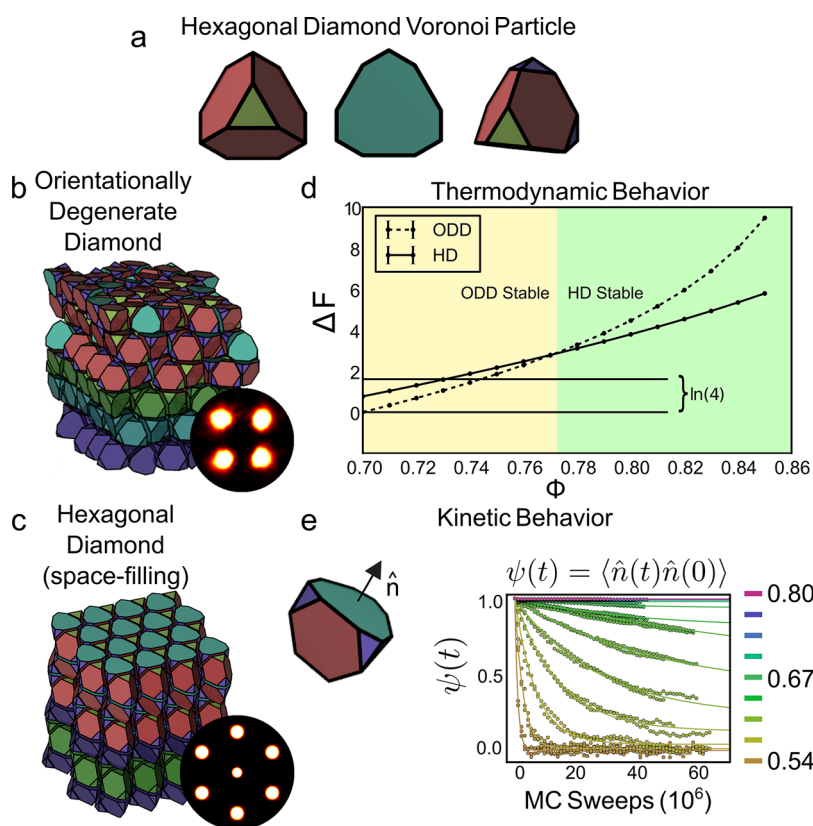 a
Hexagonal Diamond Voronoi Particle
b
Orientationally
Degenerate
Diamond
c
Hexagonal
Diamond
(space-filling)
d
Thermodynamic Behavior
ΔF
10
8
6
4
2
0
ODD
HD
ODD Stable
HD Stable
ln(4)
0.70 0.72 0.74 0.76 0.78 0.80 0.82 0.84 0.86
Φ
e
Kinetic Behavior
n̂
ψ(t) = ⟨n̂(t)n̂(0)⟩
ψ(t)
1.0
0.5
0.0
0 20 40 60
MC Sweeps (10⁶)
0.80
0.67
0.54